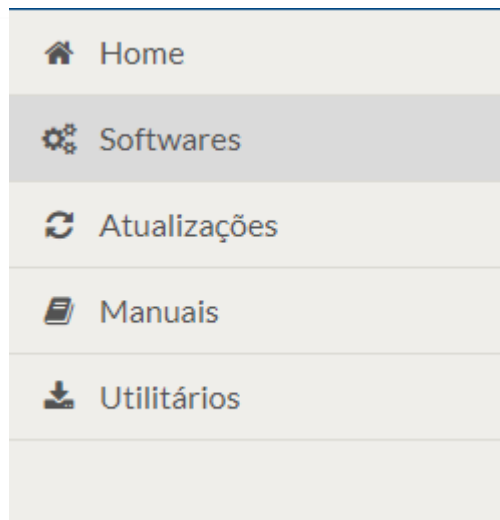 Home
Softwares
Atualizações
Manuais
Utilitários